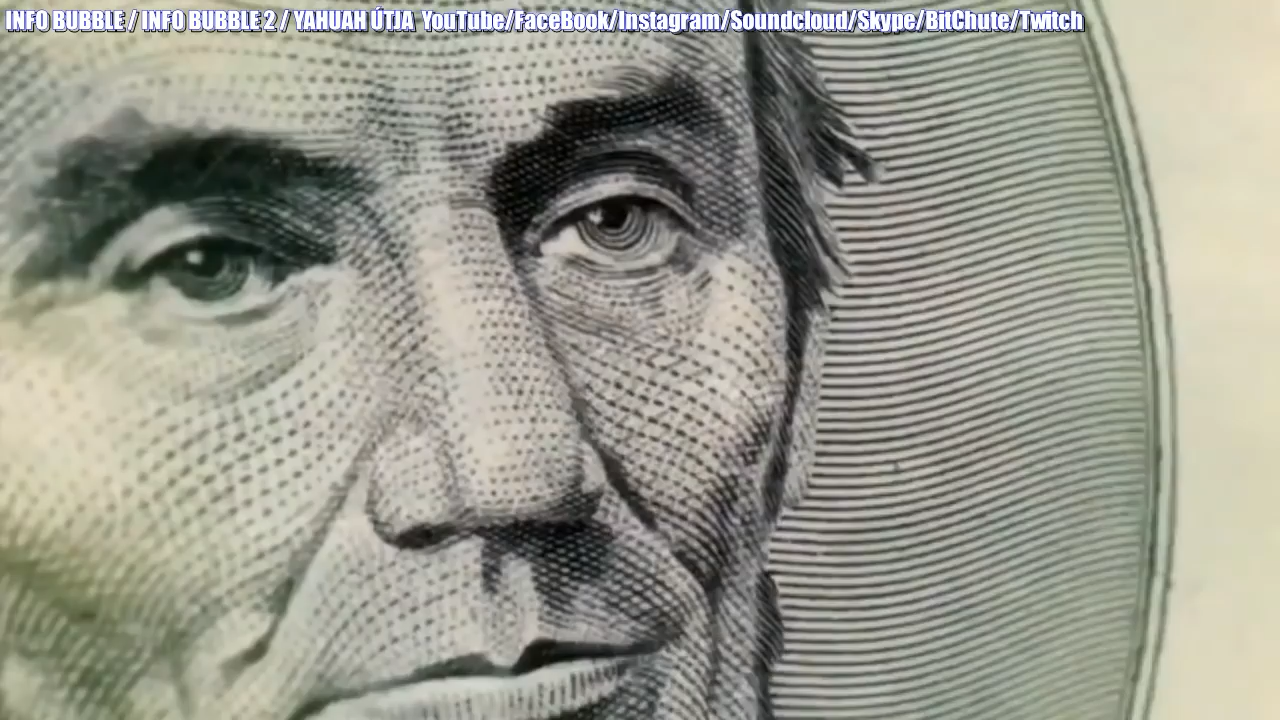 INFO BUBBLE / INFO BUBBLE 2 / YAHUAH ÚTJA YouTube/FaceBook/Instagram/Soundcloud/Skype/BitChute/Twitch